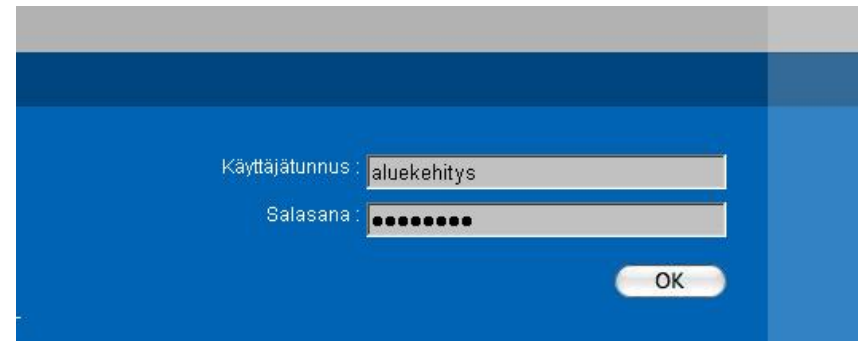 Käyttäjätunnus : aluekehitys
Salasana : ●●●●●●●●
OK